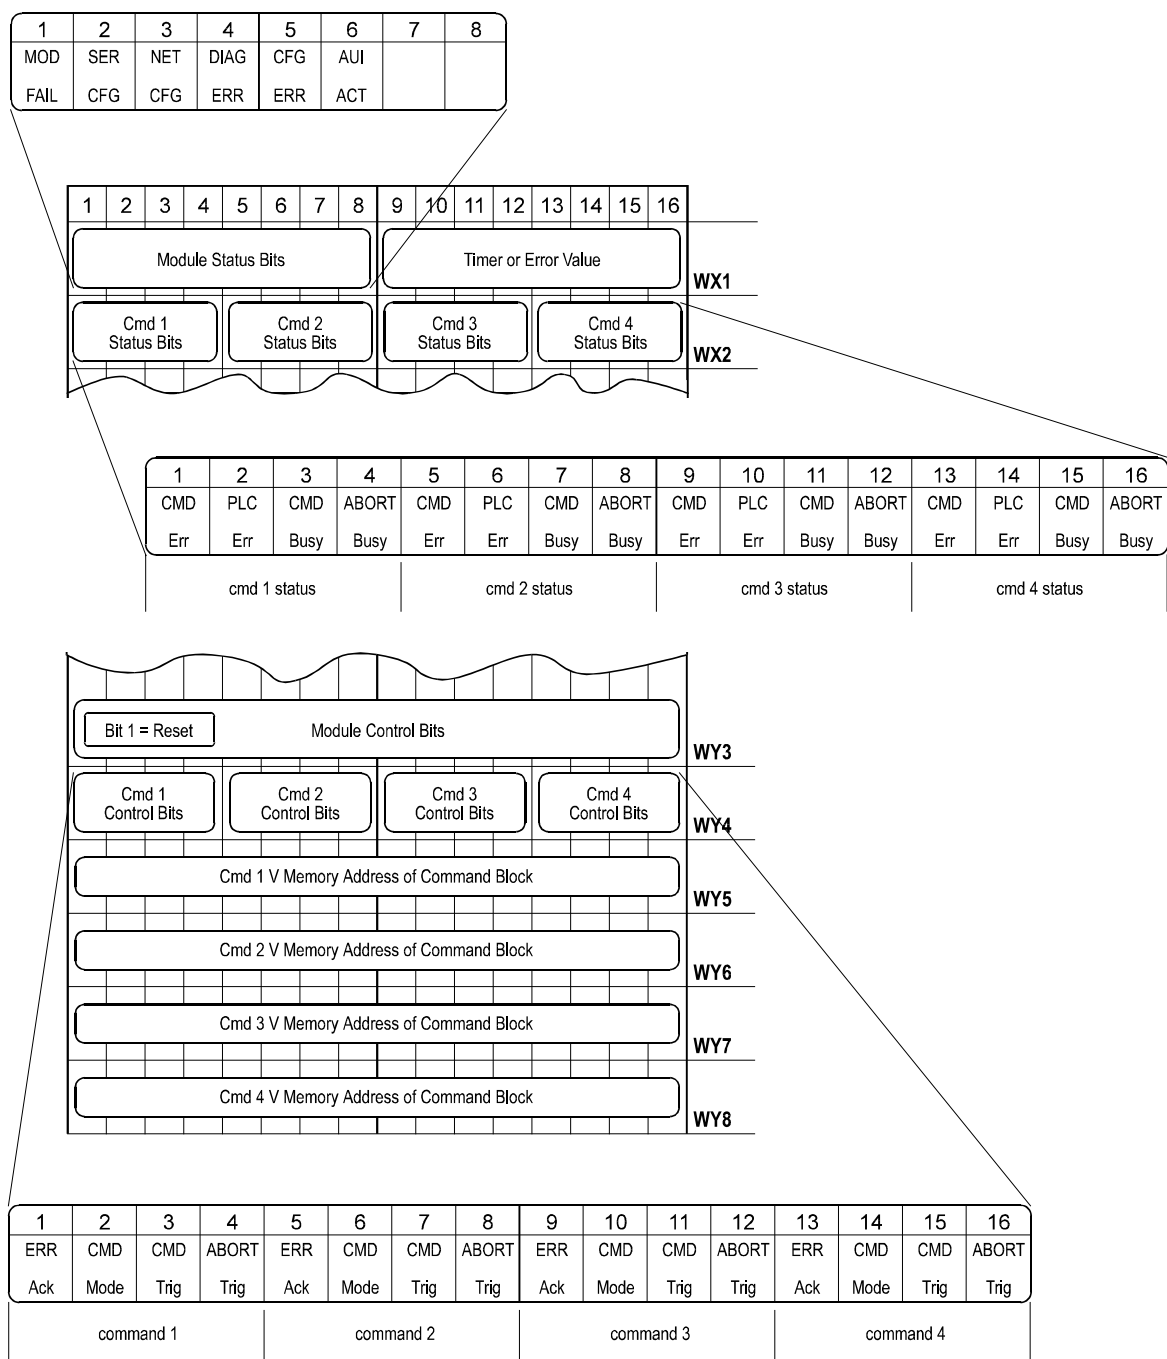 1 2 3 4 5 6 7 8
MOD SER NET DIAG CFG AUI
FAIL CFG CFG ERR ERR ACT
1 2 3 4 5 6 7 8 9 10 11 12 13 14 15 16
Module Status Bits Timer or Error Value
WX1
Cmd 1 Cmd 2 Cmd 3 Cmd 4
Status Bits Status Bits Status Bits Status Bits
WX2
1 2 3 4 5 6 7 8 9 10 11 12 13 14 15 16
CMD PLC CMD ABORT CMD PLC CMD ABORT CMD PLC CMD ABORT CMD PLC CMD ABORT
Err Err Busy Busy Err Err Busy Busy Err Err Busy Busy Err Err Busy Busy
cmd 1 status cmd 2 status cmd 3 status cmd 4 status
Bit 1 = Reset Module Control Bits
WY3
Cmd 1 Cmd 2 Cmd 3 Cmd 4
Control Bits Control Bits Control Bits Control Bits
WY4
Cmd 1 V Memory Address of Command Block
WY5
Cmd 2 V Memory Address of Command Block
WY6
Cmd 3 V Memory Address of Command Block
WY7
Cmd 4 V Memory Address of Command Block
WY8
1 2 3 4 5 6 7 8 9 10 11 12 13 14 15 16
ERR CMD CMD ABORT ERR CMD CMD ABORT ERR CMD CMD ABORT ERR CMD CMD ABORT
Ack Mode Trig Trig Ack Mode Trig Trig Ack Mode Trig Trig Ack Mode Trig Trig
command 1 command 2 command 3 command 4